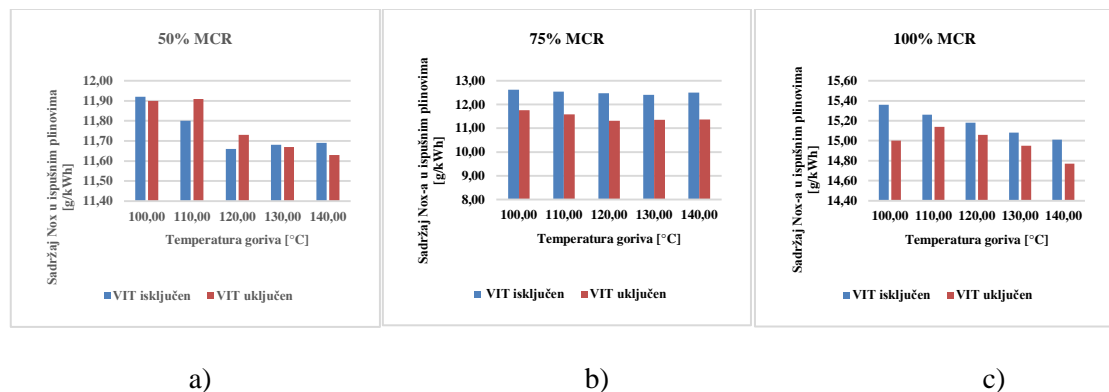 50% MCR
Sadržaj Nox u ispušnim plinovima
[g/kWh]
12,00
11,90
11,80
11,70
11,60
11,50
11,40
100,00 110,00 120,00 130,00 140,00
Temperatura goriva [°C]
VIT isključen VIT uključen
a)
75% MCR
Sadržaj Nox-a u ispušnim plinovima
[g/kWh]
13,00
12,00
11,00
10,00
9,00
8,00
100,00 110,00 120,00 130,00 140,00
Temperatura goriva [°C]
VIT isključen VIT uključen
b)
100% MCR
Sadržaj Nox-a u ispušnim plinovima
[g/kWh]
15,60
15,40
15,20
15,00
14,80
14,60
14,40
100,00 110,00 120,00 130,00 140,00
Temperatura goriva [°C]
VIT isključen VIT uključen
c)